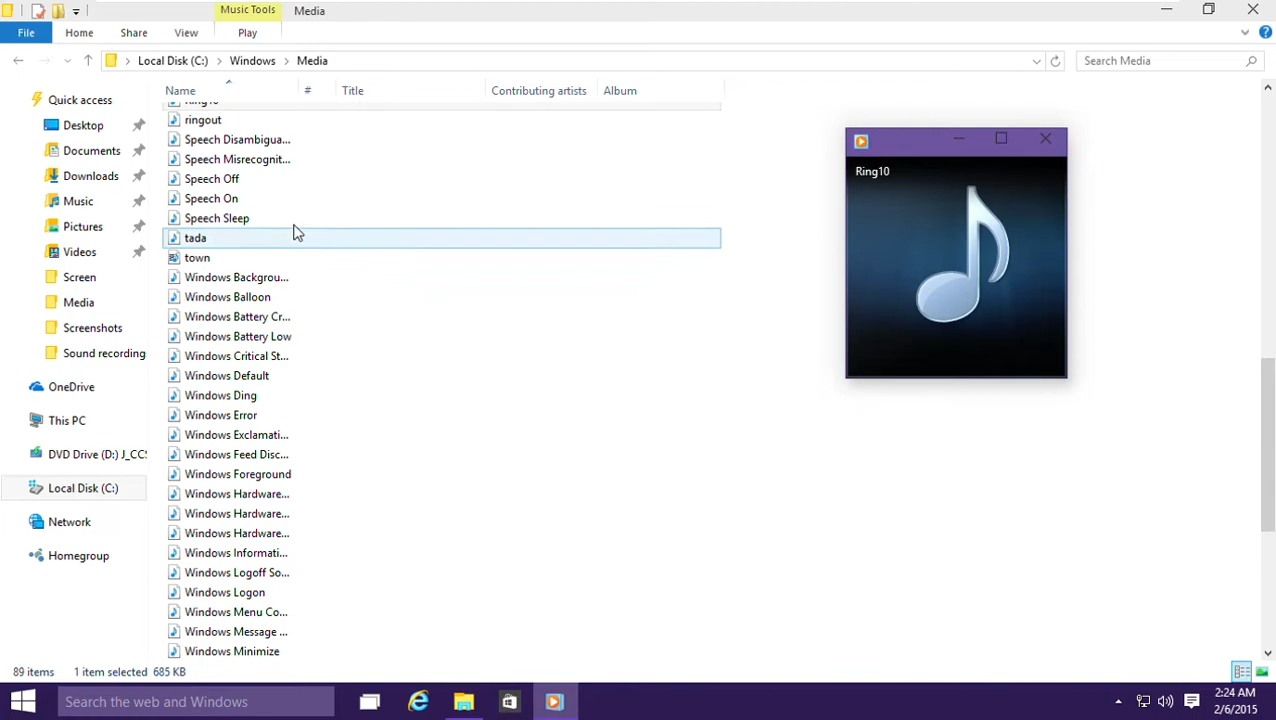 Music Tools
Media
File
Home
Share
View
Play
Local Disk (C:)
Windows
Media
Search Media
Name
#
Title
Contributing artists
Album
Quick access
Desktop
Documents
Downloads
Music
Pictures
Videos
Screen
Media
Screenshots
Sound recording
OneDrive
This PC
DVD Drive (D:) J_CCS
Local Disk (C:)
Network
Homegroup
Ring10
ringout
Speech Disambigua...
Speech Misrecognit...
Speech Off
Speech On
Speech Sleep
tada
town
Windows Backgrou...
Windows Balloon
Windows Battery Cr...
Windows Battery Low
Windows Critical St...
Windows Default
Windows Ding
Windows Error
Windows Exclamati...
Windows Feed Disc...
Windows Foreground
Windows Hardware...
Windows Hardware...
Windows Hardware...
Windows Informati...
Windows Logoff So...
Windows Logon
Windows Menu Co...
Windows Message ...
Windows Minimize
Ring10
89 items
1 item selected 685 KB
Search the web and Windows
2:24 AM
2/6/2015